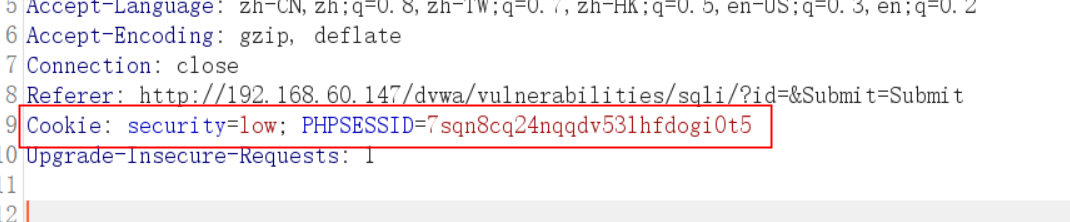 5 Accept-Language: zh-CN,zh;q=0.8,zh-TW;q=0.7,zh-HK;q=0.5,en-US;q=0.3,en;q=0.2
6 Accept-Encoding: gzip, deflate
7 Connection: close
8 Referer: http://192.168.60.147/dvwa/vulnerabilities/sqli/?id=&Submit=Submit
9 Cookie: security=low; PHPSESSID=7sqn8cq24nqqdv53lhfdogi0t5
10 Upgrade-Insecure-Requests: 1
11
12